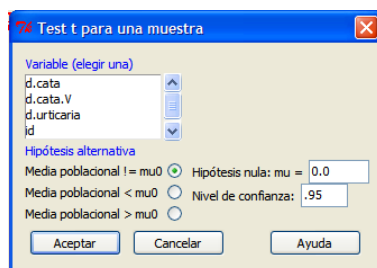 Test t para una muestra
Variable (elegir una)
d.cata
d.cata.V
d.urticaria
id
Hipótesis alternativa
Media poblacional != mu0 Hipótesis nula: mu = 0.0
Media poblacional < mu0 Nivel de confianza: .95
Media poblacional > mu0
Aceptar Cancelar Ayuda